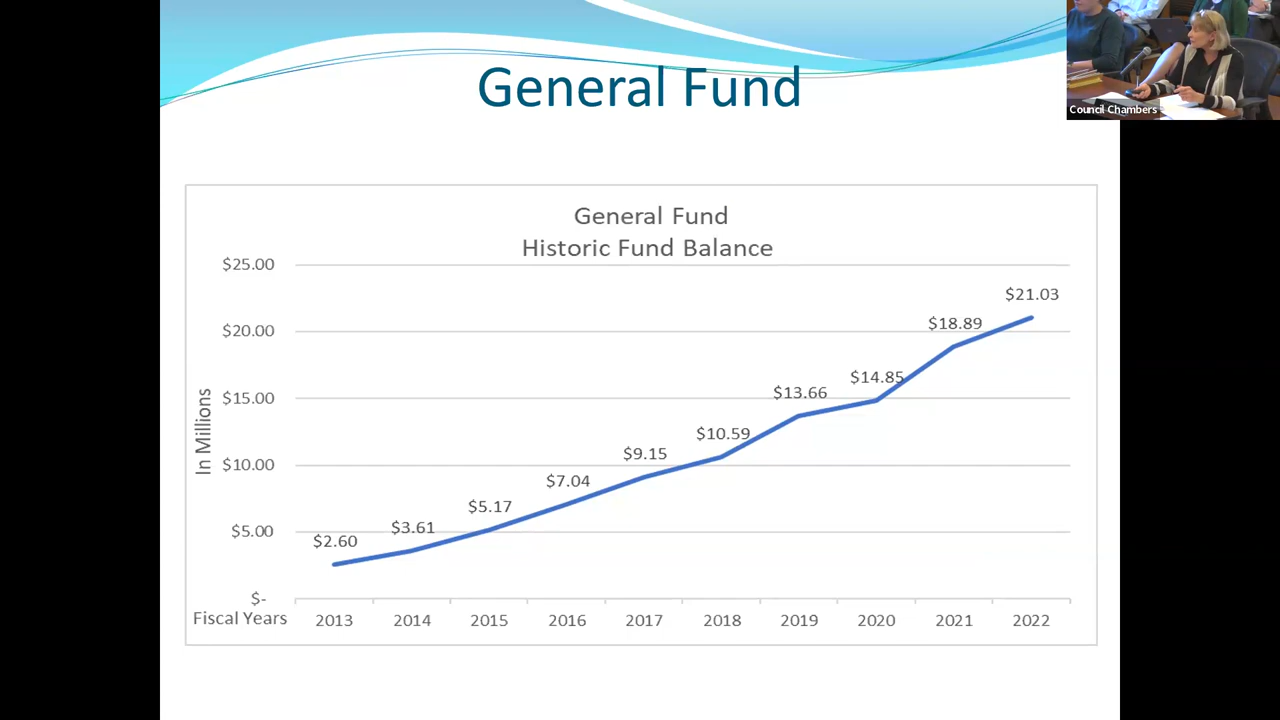 General Fund
Council Chambers
General Fund
Historic Fund Balance
$25.00
$20.00
$15.00
$10.00
$5.00
$-
In Millions
$2.60
$3.61
$5.17
$7.04
$9.15
$10.59
$13.66
$14.85
$18.89
$21.03
Fiscal Years 2013 2014 2015 2016 2017 2018 2019 2020 2021 2022